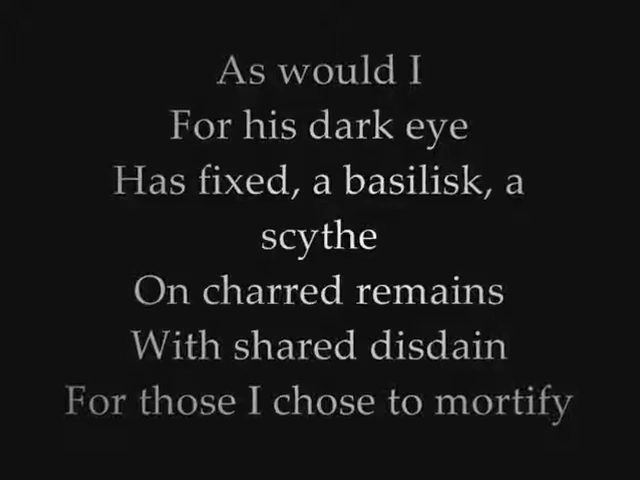 As would I
For his dark eye
Has fixed, a basilisk, a
scythe
On charred remains
With shared disdain
For those I chose to mortify